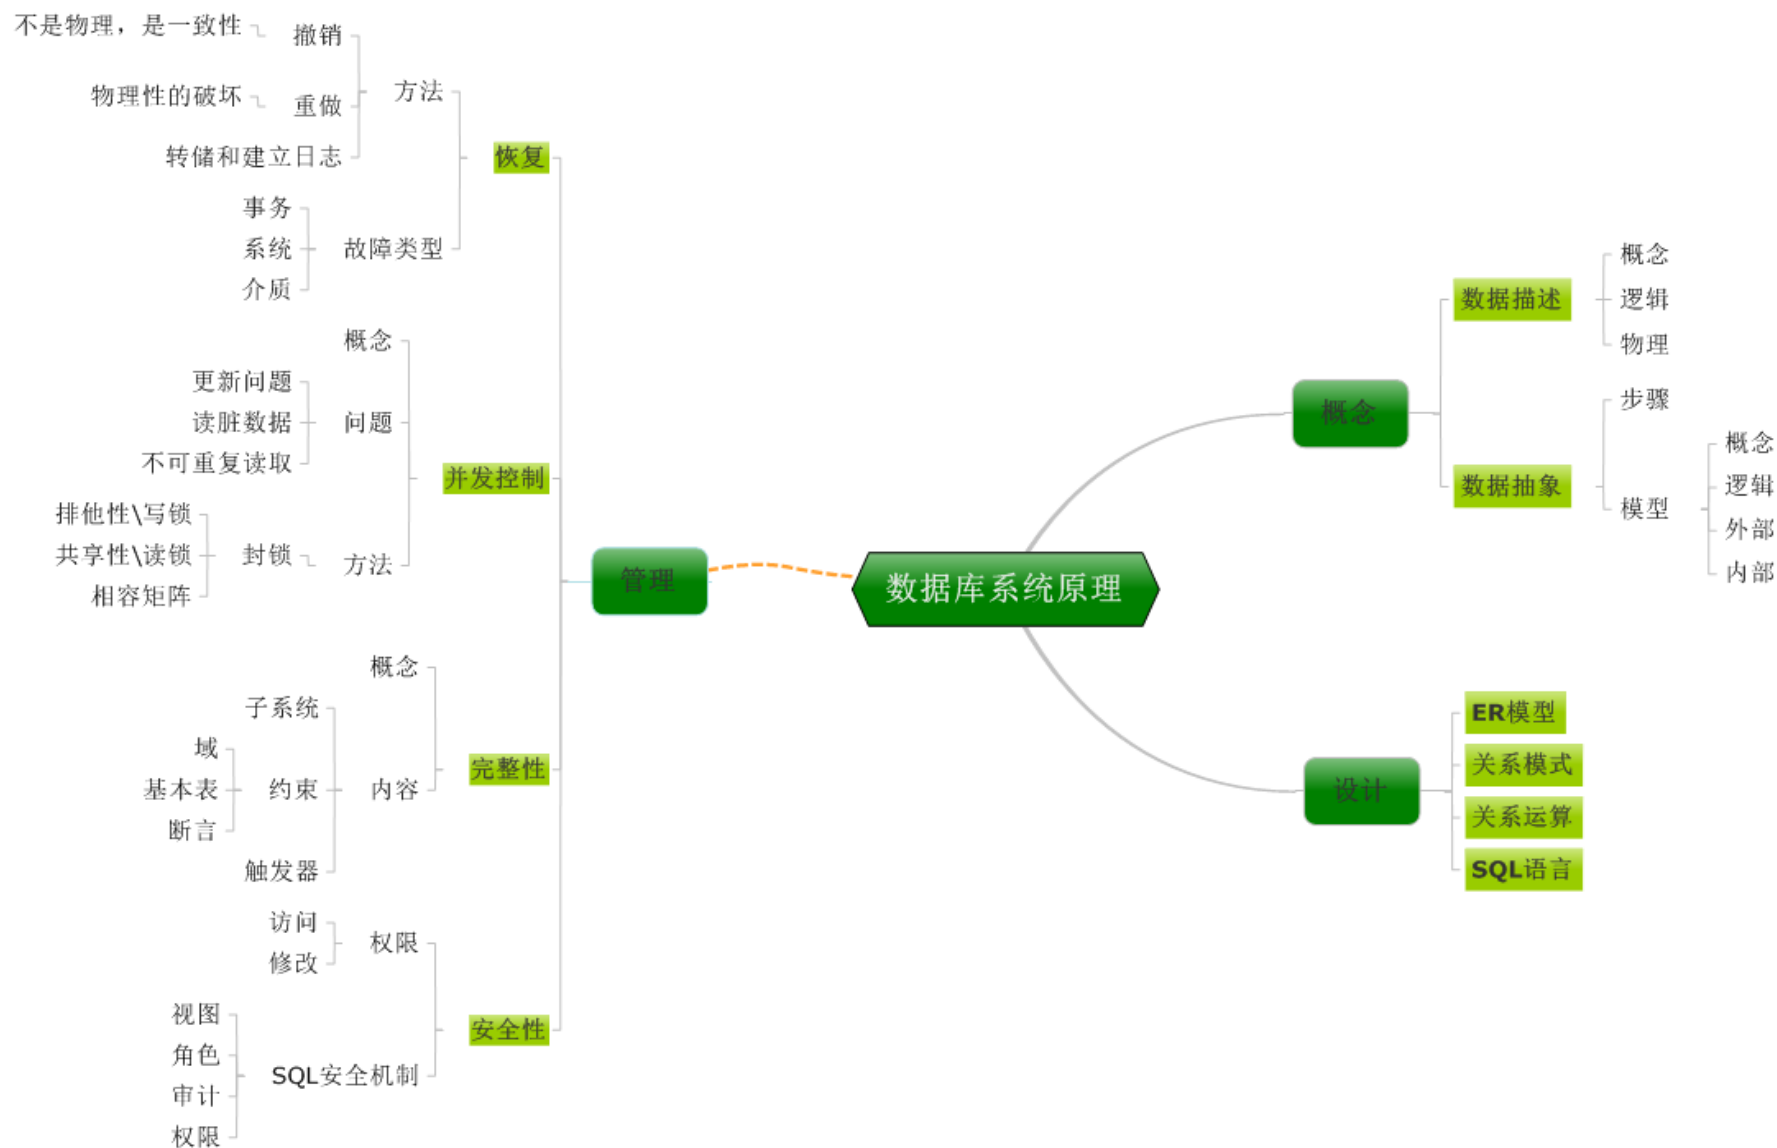 数据库系统原理
概念
数据描述
概念
逻辑
物理
数据抽象
步骤
模型
概念
逻辑
外部
内部
设计
ER模型
关系模式
关系运算
SQL语言
管理
恢复
方法
撤销
不是物理，是一致性
重做
物理性的破坏
转储和建立日志
故障类型
事务
系统
介质
并发控制
概念
问题
更新问题
读脏数据
不可重复读取
方法
封锁
排他性\写锁
共享性\读锁
相容矩阵
完整性
概念
内容
子系统
约束
域
基本表
断言
触发器
安全性
权限
访问
修改
SQL安全机制
视图
角色
审计
权限